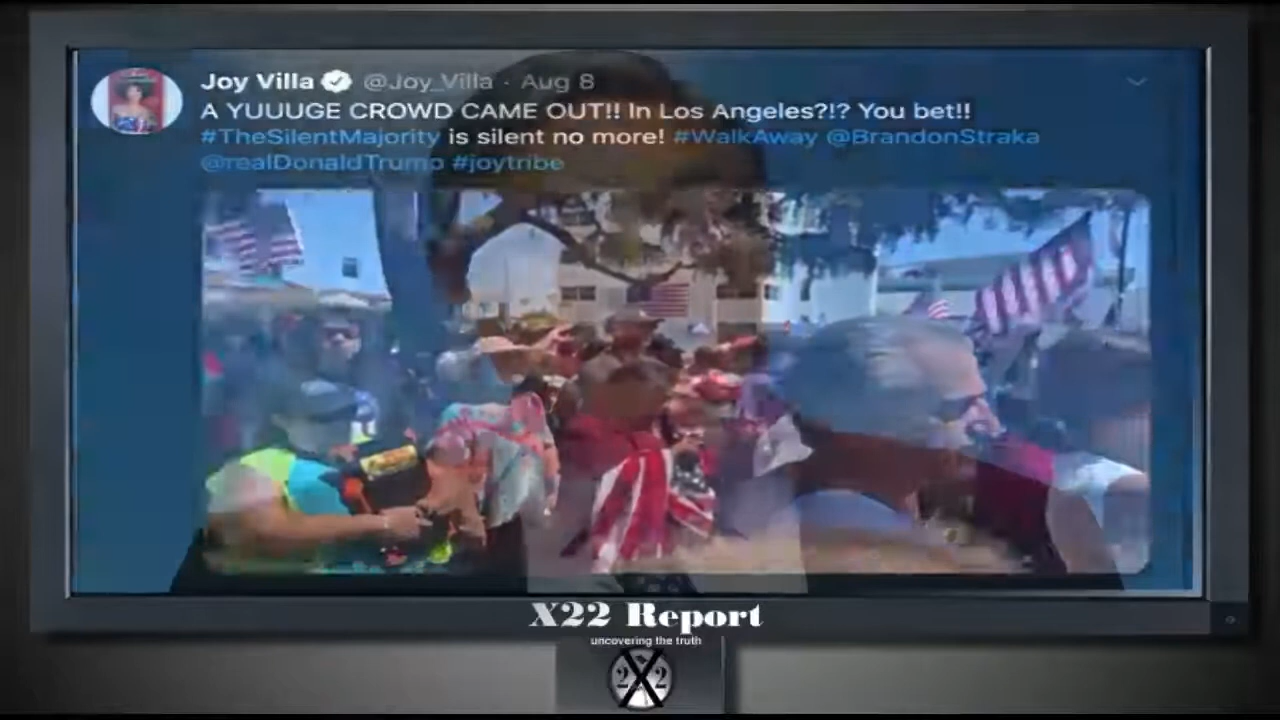 Joy Villa @Joy_Villa · Aug 8
A YUUUGE CROWD CAME OUT!! In Los Angeles?!? You bet!!
#TheSilentMajority is silent no more! #WalkAway @BrandonStraka
@realDonaldTrump #joytribe
X22 Report
uncovering the truth
22